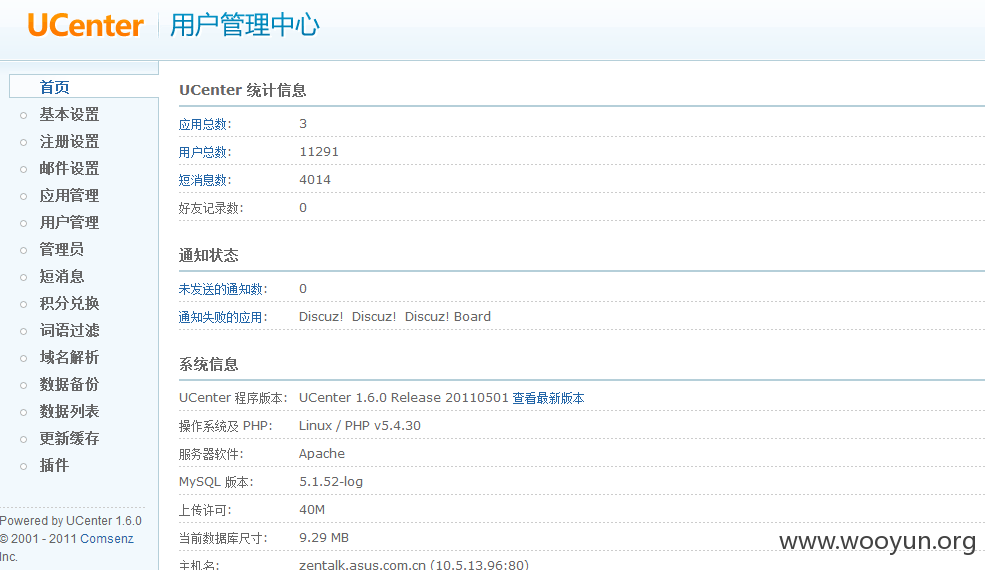 UCenter 用户管理中心
首页
基本设置
注册设置
邮件设置
应用管理
用户管理
管理员
短消息
积分兑换
词语过滤
域名解析
数据备份
数据列表
更新缓存
插件
Powered by UCenter 1.6.0
© 2001 - 2011 Comsenz
Inc.
UCenter 统计信息
应用总数: 3
用户总数: 11291
短消息数: 4014
好友记录数: 0
通知状态
未发送的通知数: 0
通知失败的应用: Discuz! Discuz! Discuz! Board
系统信息
UCenter 程序版本: UCenter 1.6.0 Release 20110501 查看最新版本
操作系统及 PHP: Linux / PHP v5.4.30
服务器软件: Apache
MySQL 版本: 5.1.52-log
上传许可: 40M
当前数据库尺寸: 9.29 MB
主机名: zentalk.asus.com.cn (10.5.13.96:80)
www.wooyun.org